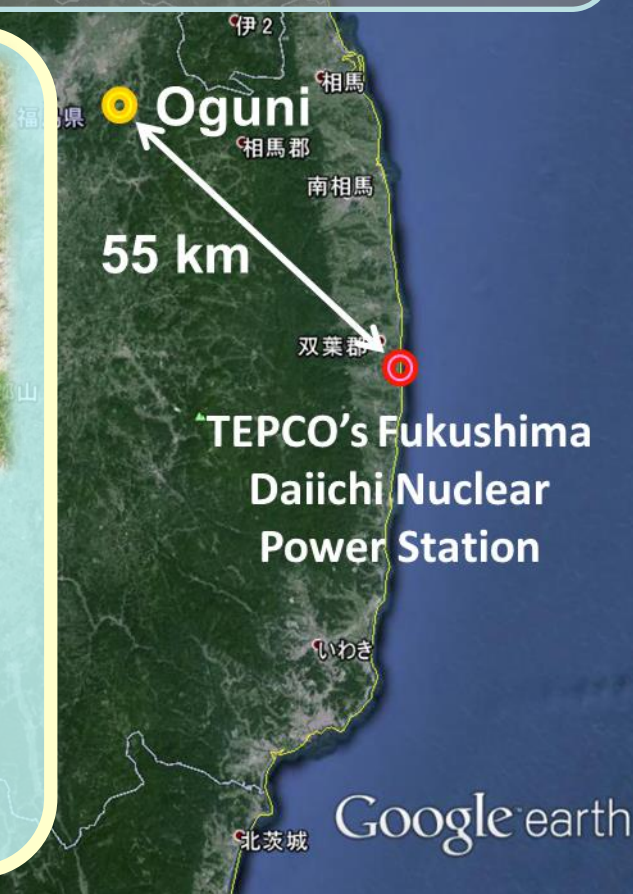 伊2
相馬
Oguni
福島県
相馬郡
南相馬
55 km
双葉郡
山
TEPCO's Fukushima
Daiichi Nuclear
Power Station
いわき
Google earth
北茨城